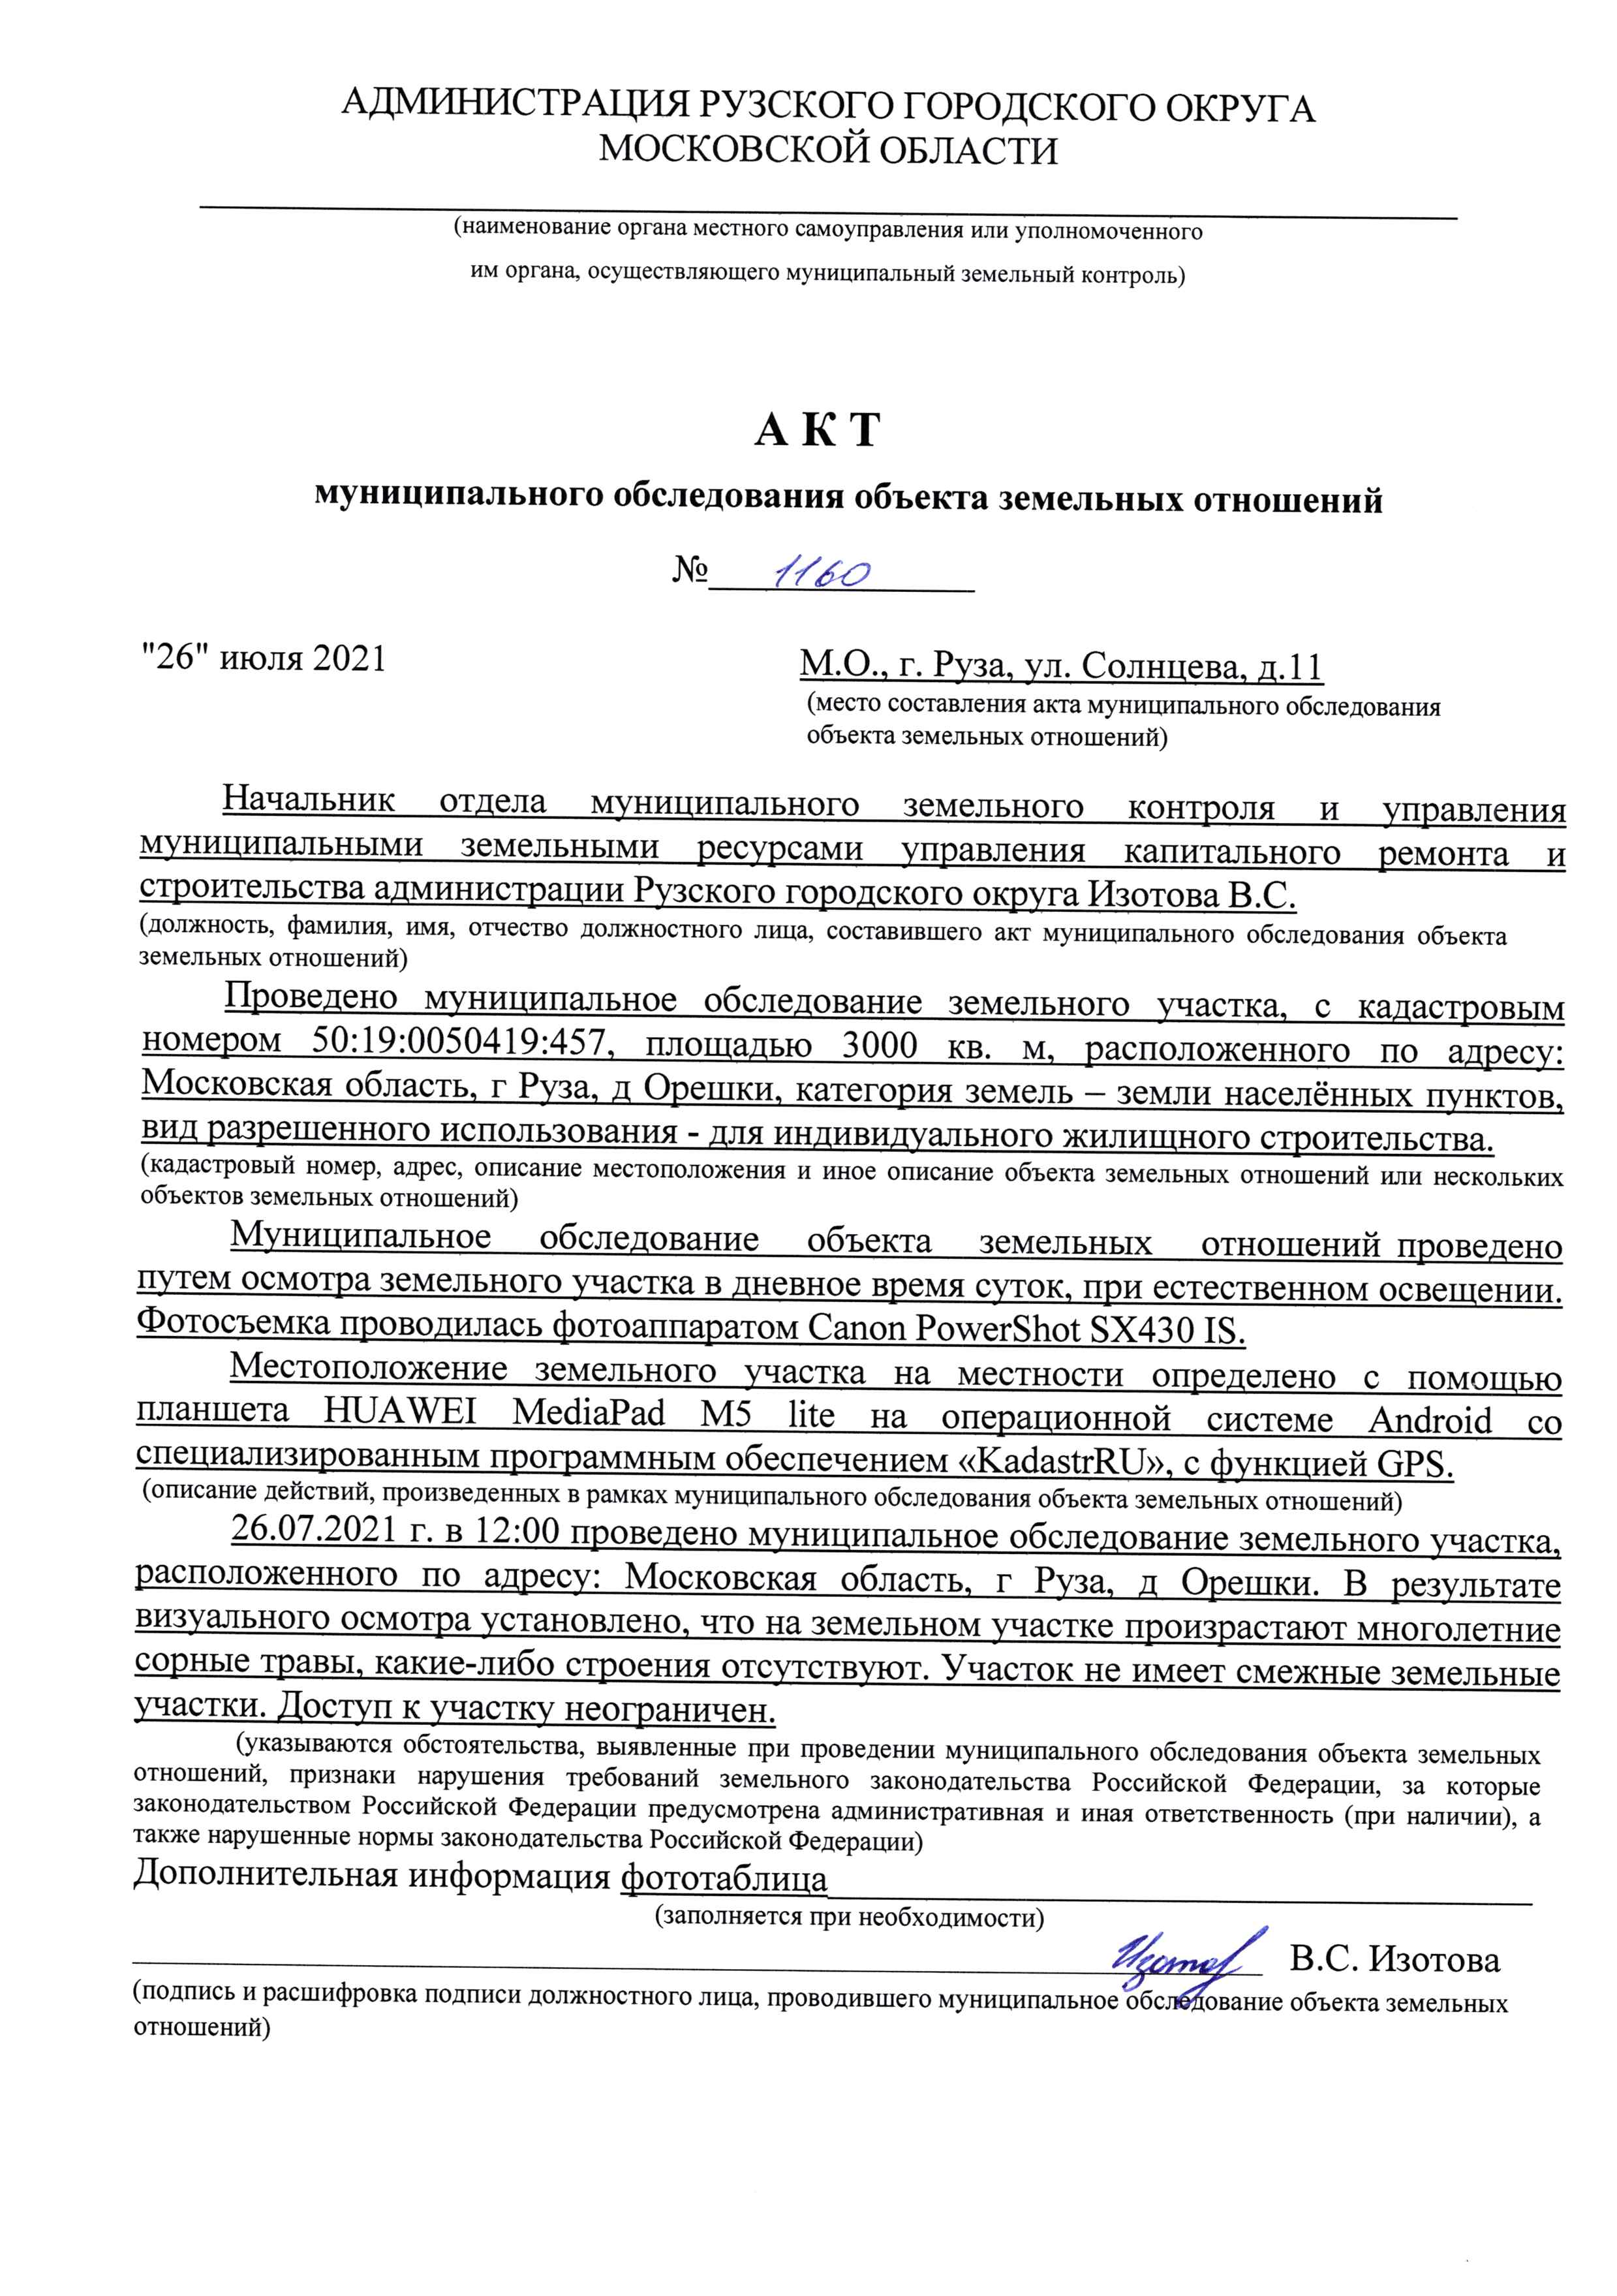 АДМИНИСТРАЦИЯ РУЗСКОГО ГОРОДСКОГО ОКРУГА
МОСКОВСКОЙ ОБЛАСТИ
(наименование органа местного самоуправления или уполномоченного
им органа, осуществляющего муниципальный земельный контроль)
А К Т
муниципального обследования объекта земельных отношений
№ 1160
"26" июля 2021
М.О., г. Руза, ул. Солнцева, д.11
(место составления акта муниципального обследования
объекта земельных отношений)
Начальник отдела муниципального земельного контроля и управления
муниципальными земельными ресурсами управления капитального ремонта и
строительства администрации Рузского городского округа Изотова В.С.
(должность, фамилия, имя, отчество должностного лица, составившего акт муниципального обследования объекта
земельных отношений)
Проведено муниципальное обследование земельного участка, с кадастровым
номером 50:19:0050419:457, площадью 3000 кв. м, расположенного по адресу:
Московская область, г Руза, д Орешки, категория земель – земли населённых пунктов,
вид разрешенного использования - для индивидуального жилищного строительства.
(кадастровый номер, адрес, описание местоположения и иное описание объекта земельных отношений или нескольких
объектов земельных отношений)
Муниципальное обследование объекта земельных отношений проведено
путем осмотра земельного участка в дневное время суток, при естественном освещении.
Фотосъемка проводилась фотоаппаратом Canon PowerShot SX430 IS.
Местоположение земельного участка на местности определено с помощью
планшета HUAWEI MediaPad M5 lite на операционной системе Android со
специализированным программным обеспечением «KadastrRU», с функцией GPS.
(описание действий, произведенных в рамках муниципального обследования объекта земельных отношений)
26.07.2021 г. в 12:00 проведено муниципальное обследование земельного участка,
расположенного по адресу: Московская область, г Руза, д Орешки. В результате
визуального осмотра установлено, что на земельном участке произрастают многолетние
сорные травы, какие-либо строения отсутствуют. Участок не имеет смежные земельные
участки. Доступ к участку неограничен.
(указываются обстоятельства, выявленные при проведении муниципального обследования объекта земельных
отношений, признаки нарушения требований земельного законодательства Российской Федерации, за которые
законодательством Российской Федерации предусмотрена административная и иная ответственность (при наличии), а
также нарушенные нормы законодательства Российской Федерации)
Дополнительная информация фототаблица
(заполняется при необходимости)
Изотов В.С. Изотова
(подпись и расшифровка подписи должностного лица, проводившего муниципальное обследование объекта земельных
отношений)